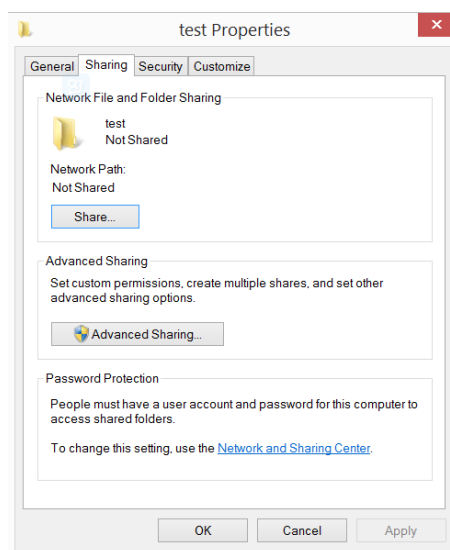 test Properties
General Sharing Security Customize
Network File and Folder Sharing
test
Not Shared
Network Path:
Not Shared
Share...
Advanced Sharing
Set custom permissions, create multiple shares, and set other
advanced sharing options.
Advanced Sharing...
Password Protection
People must have a user account and password for this computer to
access shared folders.
To change this setting, use the Network and Sharing Center.
OK Cancel Apply